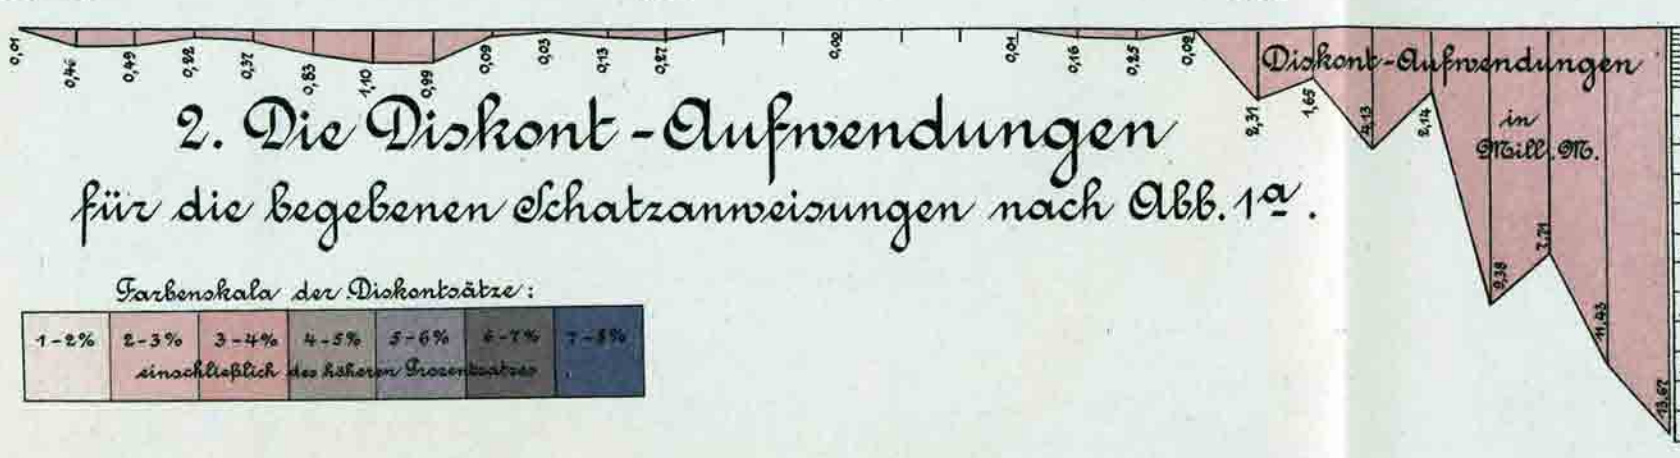 0,01 0,46 0,49 0,22 0,37 0,83 1,10 0,99 0,09 0,03 0,13 0,27 0,02 0,01 0,16 0,25 0,02 2,31 1,65 4,13 2,14 9,38 7,71 11,43 13,67
Diskont-Aufwendungen
in
Mill. M.
2. Die Diskont-Aufwendungen
für die begebenen Schatzanweisungen nach Abb. 1a.
Farbenskala der Diskontsätze:
1-2% 2-3% 3-4% 4-5% 5-6% 6-7% 7-8%
einschließlich des höheren Prozentsatzes